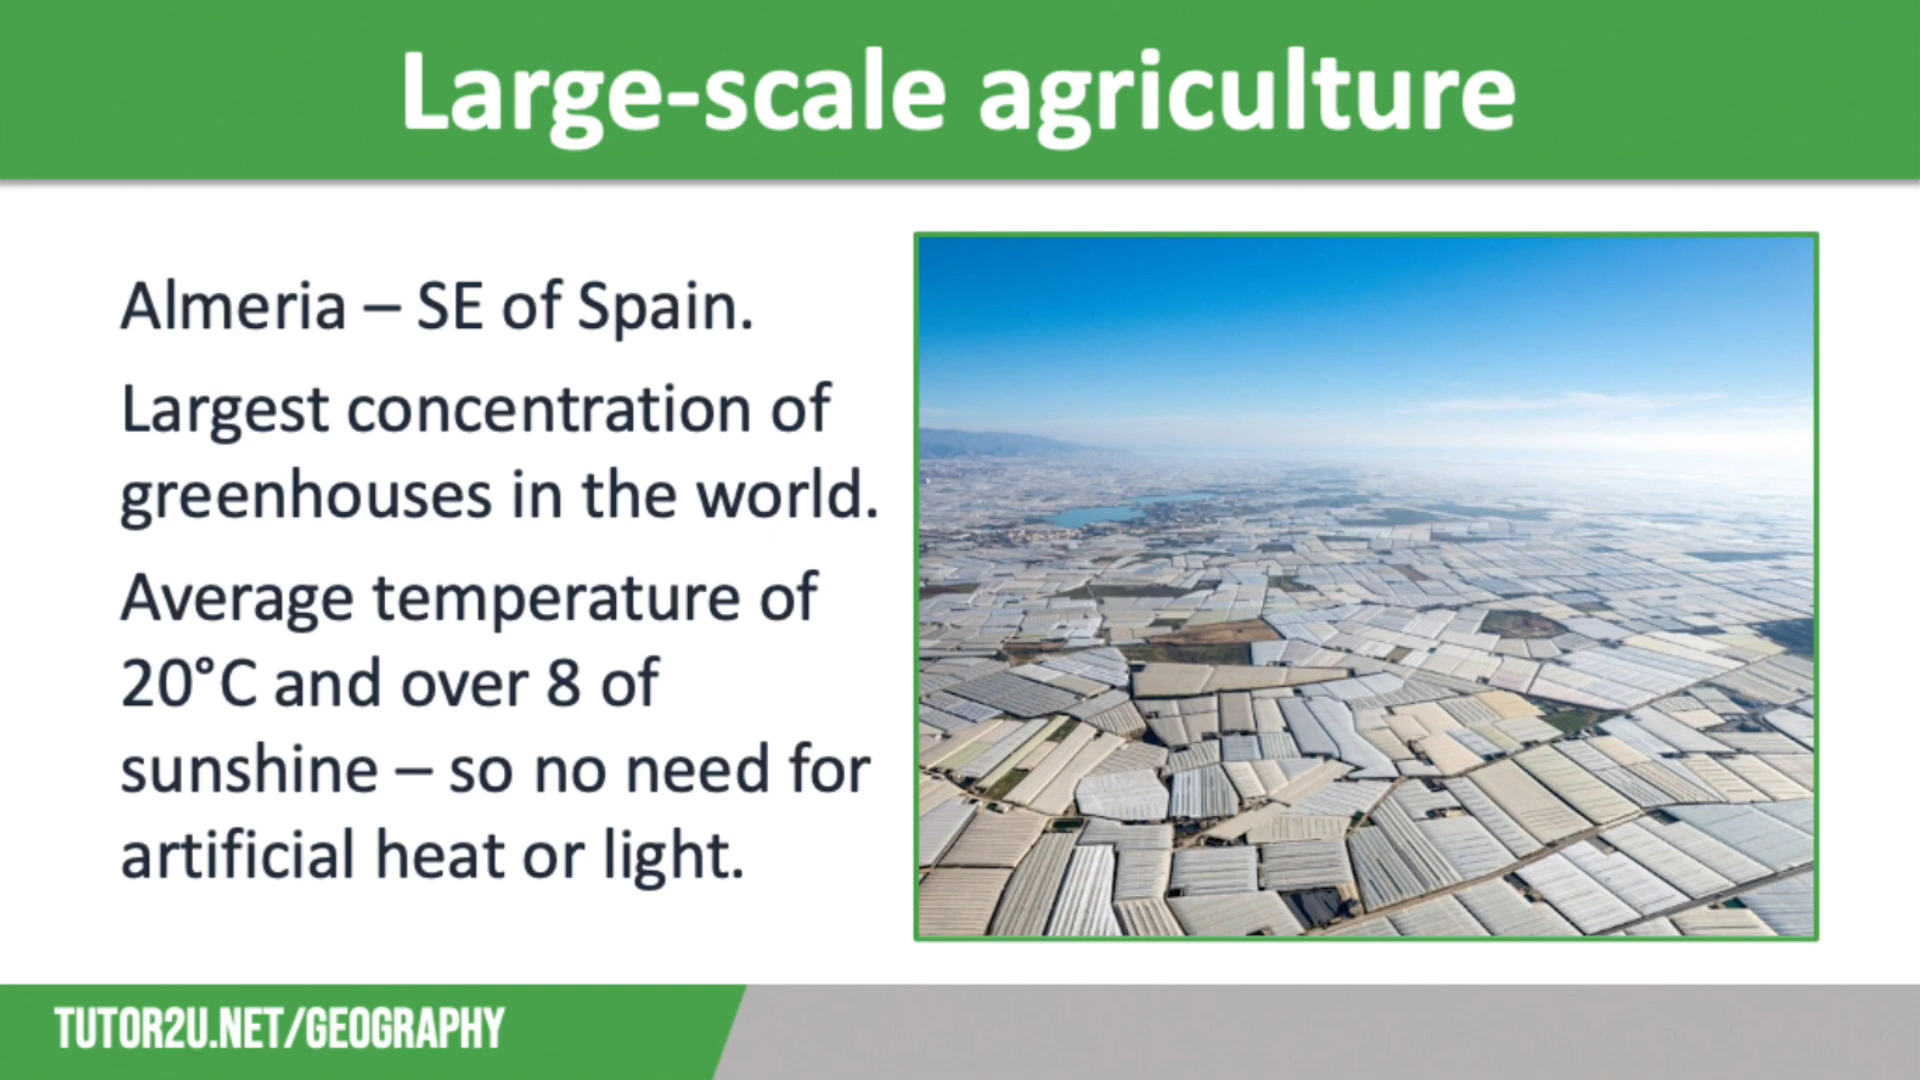 Large-scale agriculture
Almeria – SE of Spain.
Largest concentration of
greenhouses in the world.
Average temperature of
20°C and over 8 of
sunshine – so no need for
artificial heat or light.
TUTOR2U.NET/GEOGRAPHY